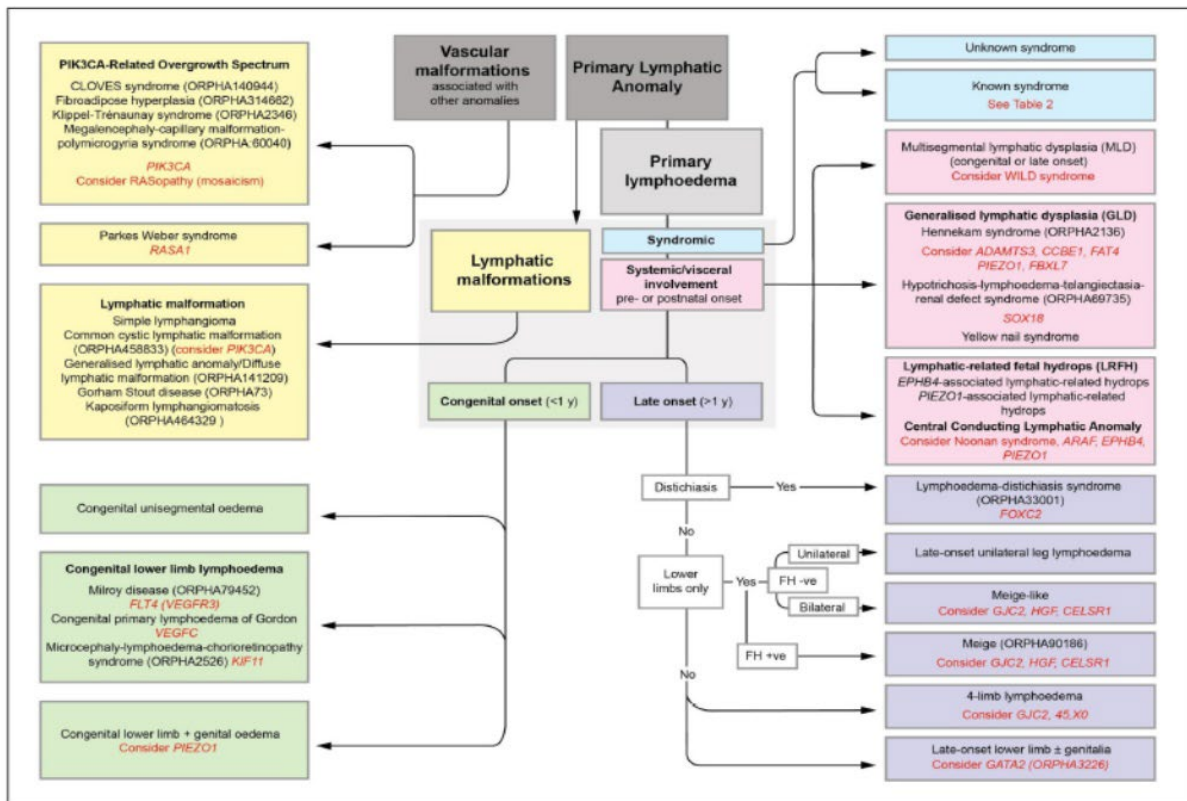 PIK3CA-Related Overgrowth Spectrum
CLOVES syndrome (ORPHA140944)
Fibroadipose hyperplasia (ORPHA314662)
Klippel-Trénaunay syndrome (ORPHA2346)
Megalencephaly-capillary malformation-
polymicrogyria syndrome (ORPHA:60040)
PIK3CA
Consider RASopathy (mosaicism)
Parkes Weber syndrome
RASA1
Lymphatic malformation
Simple lymphangioma
Common cystic lymphatic malformation
(ORPHA458833) (consider PIK3CA)
Generalised lymphatic anomaly/Diffuse
lymphatic malformation (ORPHA141209)
Gorham Stout disease (ORPHA73)
Kaposiform lymphangiomatosis
(ORPHA464329 )
Congenital unisegmental oedema
Congenital lower limb lymphoedema
Milroy disease (ORPHA79452)
FLT4 (VEGFR3)
Congenital primary lymphoedema of Gordon
VEGFC
Microcephaly-lymphoedema-chorioretinopathy
syndrome (ORPHA2526) KIF11
Congenital lower limb + genital oedema
Consider PIEZO1
Vascular
malformations
associated with
other anomalies
Primary Lymphatic
Anomaly
Primary
lymphoedema
Lymphatic
malformations
Syndromic
Systemic/visceral
involvement
pre- or postnatal onset
Congenital onset (<1 y)
Late onset (>1 y)
Distichiasis
Yes
No
Lower
limbs only
Yes
Unilateral
FH -ve
Bilateral
FH +ve
No
Unknown syndrome
Known syndrome
See Table 2
Multisegmental lymphatic dysplasia (MLD)
(congenital or late onset)
Consider WILD syndrome
Generalised lymphatic dysplasia (GLD)
Hennekam syndrome (ORPHA2136)
Consider ADAMTS3, CCBE1, FAT4
PIEZO1, FBXL7
Hypotrichosis-lymphoedema-telangiectasia-
renal defect syndrome (ORPHA69735)
SOX18
Yellow nail syndrome
Lymphatic-related fetal hydrops (LRFH)
EPHB4-associated lymphatic-related hydrops
PIEZO1-associated lymphatic-related
hydrops
Central Conducting Lymphatic Anomaly
Consider Noonan syndrome, ARAF, EPHB4,
PIEZO1
Lymphoedema-distichiasis syndrome
(ORPHA33001)
FOXC2
Late-onset unilateral leg lymphoedema
Meige-like
Consider GJC2, HGF, CELSR1
Meige (ORPHA90186)
Consider GJC2, HGF, CELSR1
4-limb lymphoedema
Consider GJC2, 45,X0
Late-onset lower limb ± genitalia
Consider GATA2 (ORPHA3226)